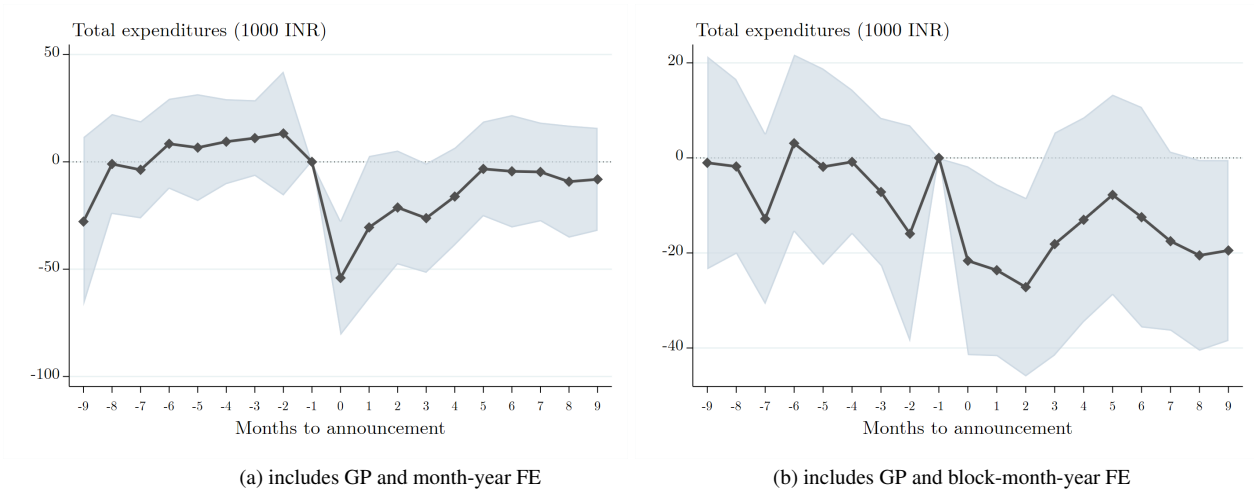 Total expenditures (1000 INR)
50
0
-50
-100
-9 -8 -7 -6 -5 -4 -3 -2 -1 0 1 2 3 4 5 6 7 8 9
Months to announcement
(a) includes GP and month-year FE
Total expenditures (1000 INR)
20
0
-20
-40
-9 -8 -7 -6 -5 -4 -3 -2 -1 0 1 2 3 4 5 6 7 8 9
Months to announcement
(b) includes GP and block-month-year FE